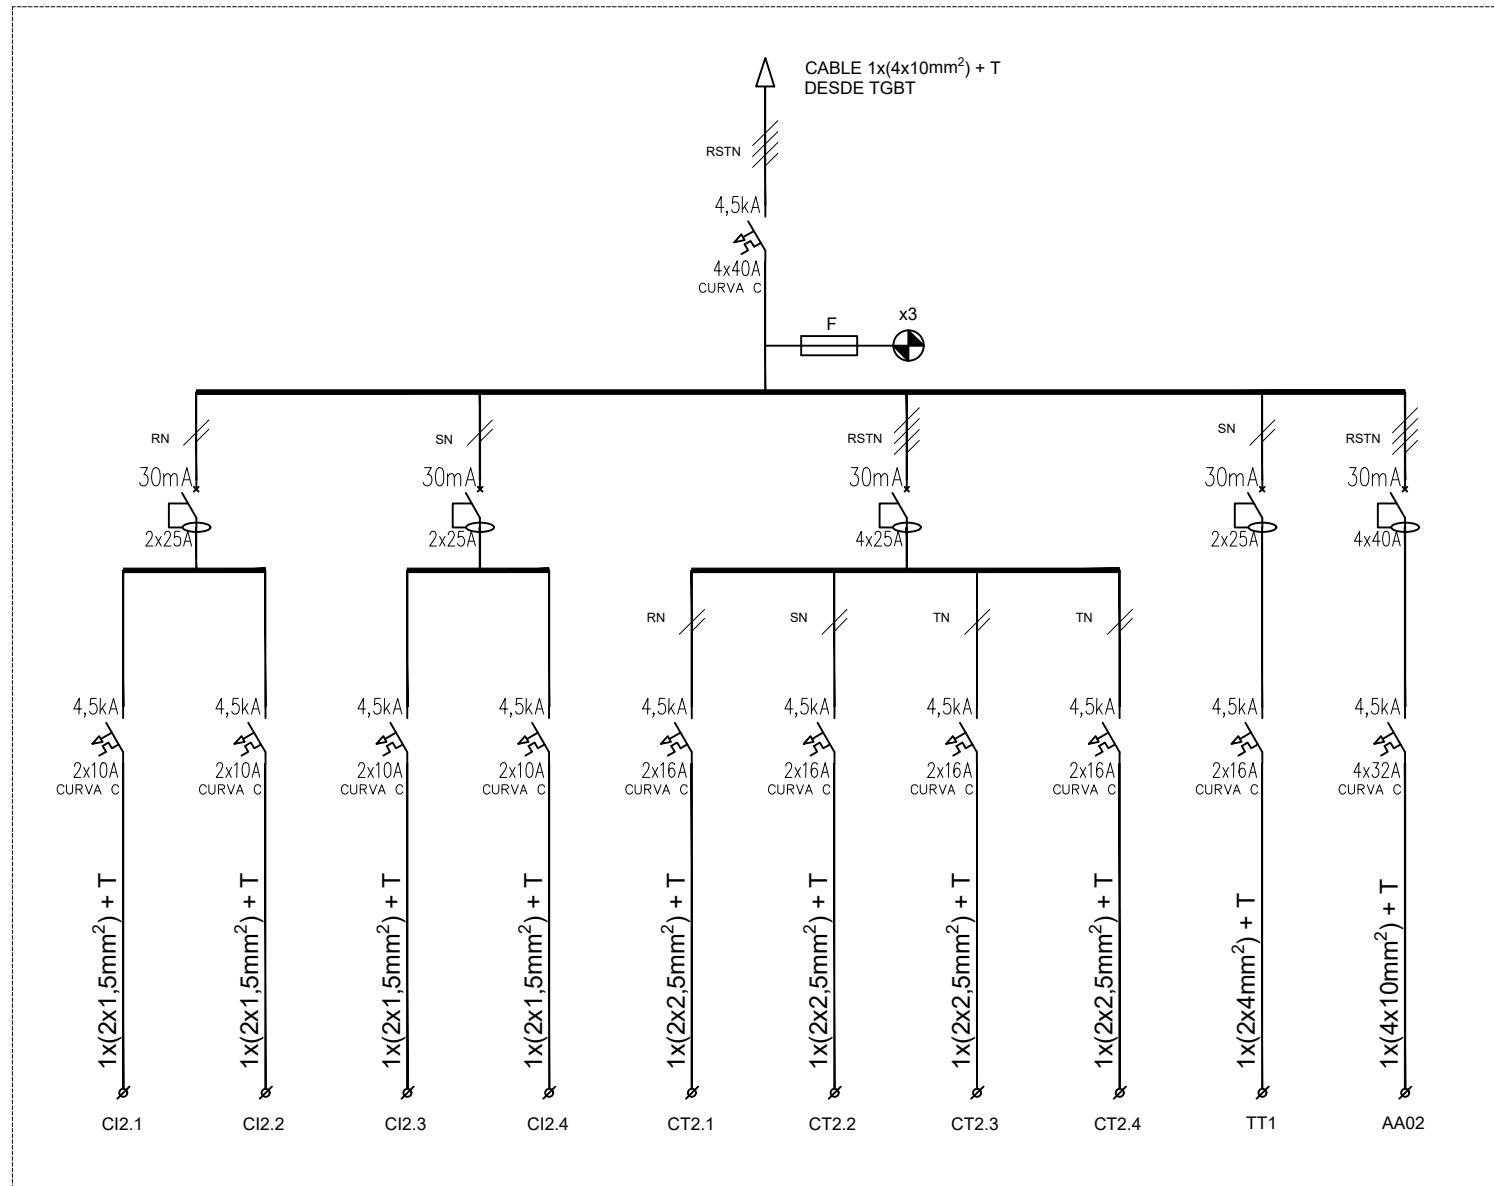 CABLE 1x(4x10mm²) + T
DESDE TGBT
RSTN
4,5kA
4x40A
CURVA C
F
x3
RN
SN
RSTN
SN
RSTN
30mA
30mA
30mA
30mA
30mA
2x25A
2x25A
4x25A
2x25A
4x40A
RN
SN
TN
TN
4,5kA
4,5kA
4,5kA
4,5kA
4,5kA
4,5kA
4,5kA
4,5kA
4,5kA
4,5kA
2x10A
2x10A
2x10A
2x10A
2x16A
2x16A
2x16A
2x16A
2x16A
4x32A
CURVA C
CURVA C
CURVA C
CURVA C
CURVA C
CURVA C
CURVA C
CURVA C
CURVA C
CURVA C
1x(2x1,5mm²) + T
1x(2x1,5mm²) + T
1x(2x1,5mm²) + T
1x(2x1,5mm²) + T
1x(2x2,5mm²) + T
1x(2x2,5mm²) + T
1x(2x2,5mm²) + T
1x(2x2,5mm²) + T
1x(2x4mm²) + T
1x(4x10mm²) + T
CI2.1
CI2.2
CI2.3
CI2.4
CT2.1
CT2.2
CT2.3
CT2.4
TT1
AA02